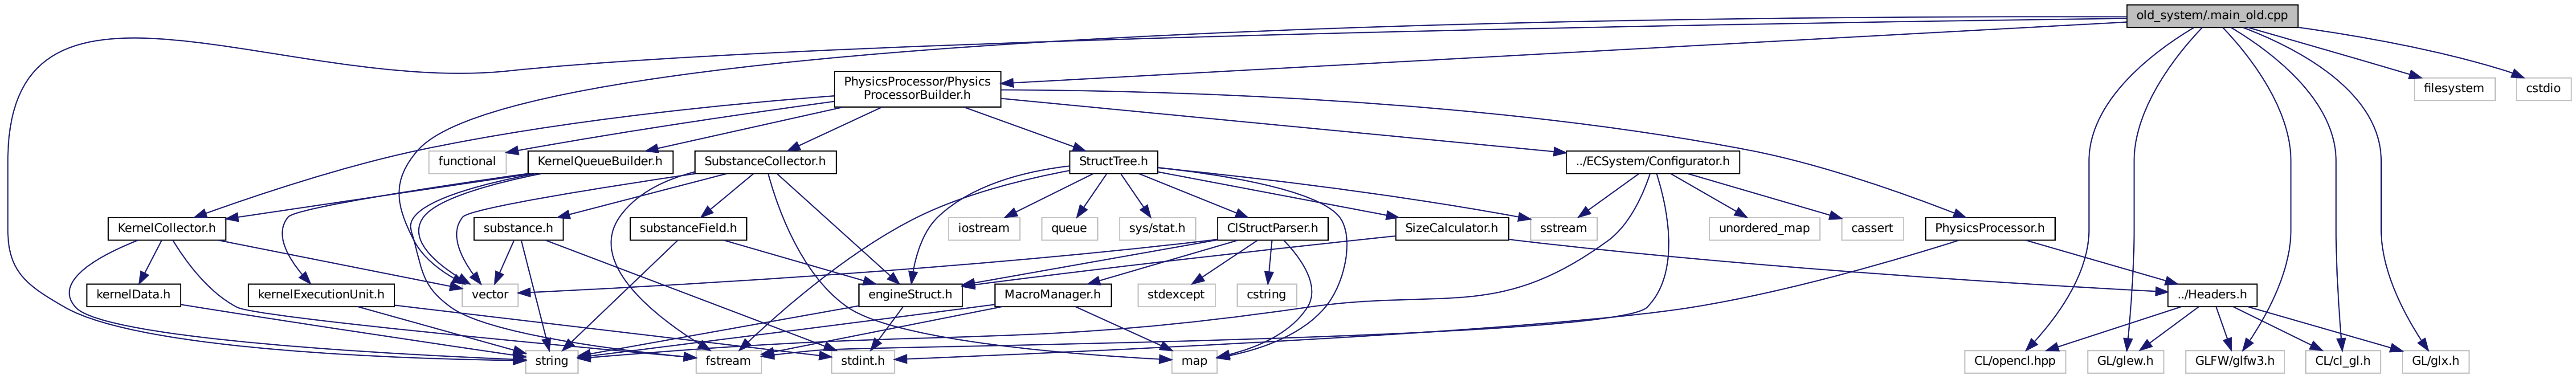 old_system/.main_old.cpp
PhysicsProcessor/Physics
ProcessorBuilder.h
filesystem
cstdio
functional
KernelQueueBuilder.h
SubstanceCollector.h
StructTree.h
../ECSystem/Configurator.h
KernelCollector.h
substance.h
substanceField.h
iostream
queue
sys/stat.h
ClStructParser.h
SizeCalculator.h
sstream
unordered_map
cassert
PhysicsProcessor.h
kernelData.h
kernelExecutionUnit.h
vector
engineStruct.h
MacroManager.h
stdexcept
cstring
../Headers.h
string
fstream
stdint.h
map
CL/opencl.hpp
GL/glew.h
GLFW/glfw3.h
CL/cl_gl.h
GL/glx.h